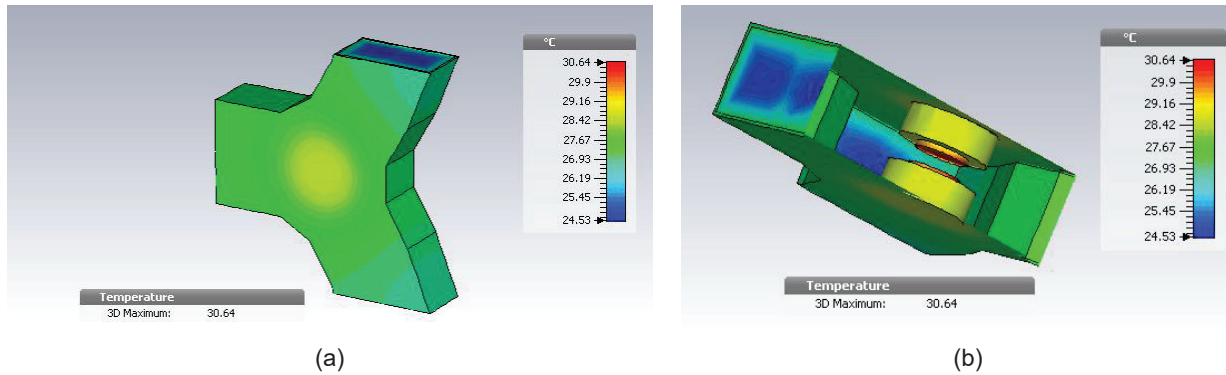 °C
30.64
29.9
29.16
28.42
27.67
26.93
26.19
25.45
24.53
Temperature
3D Maximum: 30.64
(a)
°C
30.64
29.9
29.16
28.42
27.67
26.93
26.19
25.45
24.53
Temperature
3D Maximum: 30.64
(b)